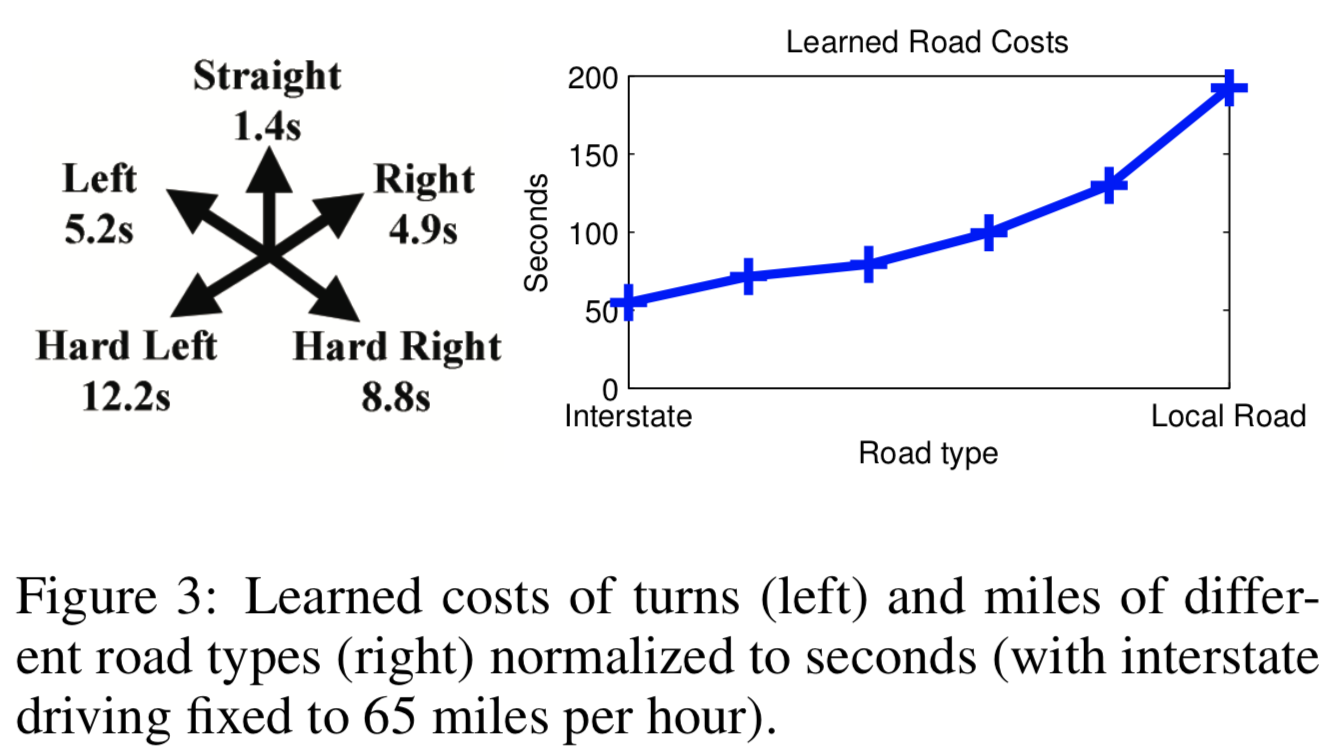 Straight
1.4s
Left
5.2s
Right
4.9s
Hard Left
12.2s
Hard Right
8.8s
Learned Road Costs
200
150
100
50
0
Seconds
Interstate
Local Road
Road type
Figure 3: Learned costs of turns (left) and miles of differ-
ent road types (right) normalized to seconds (with interstate
driving fixed to 65 miles per hour).